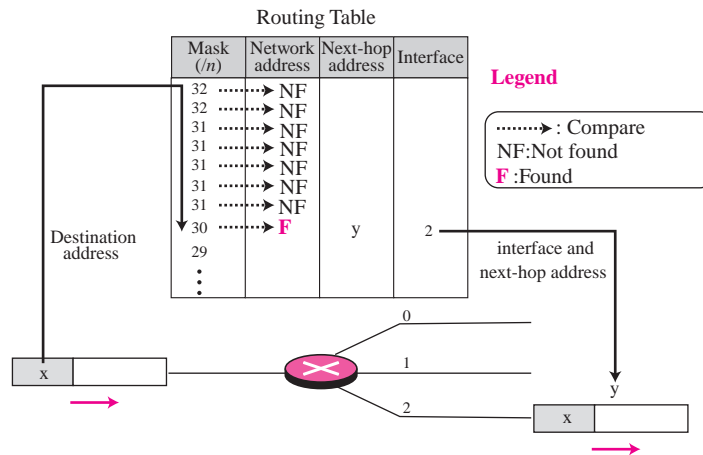 Routing Table
Mask (/n) Network address Next-hop address Interface
32 NF
32 NF
31 NF
31 NF
31 NF
31 NF
31 NF
30 F y 2
29
Legend
: Compare
NF:Not found
F :Found
Destination
address
interface and
next-hop address
0
1
2
x
y
x